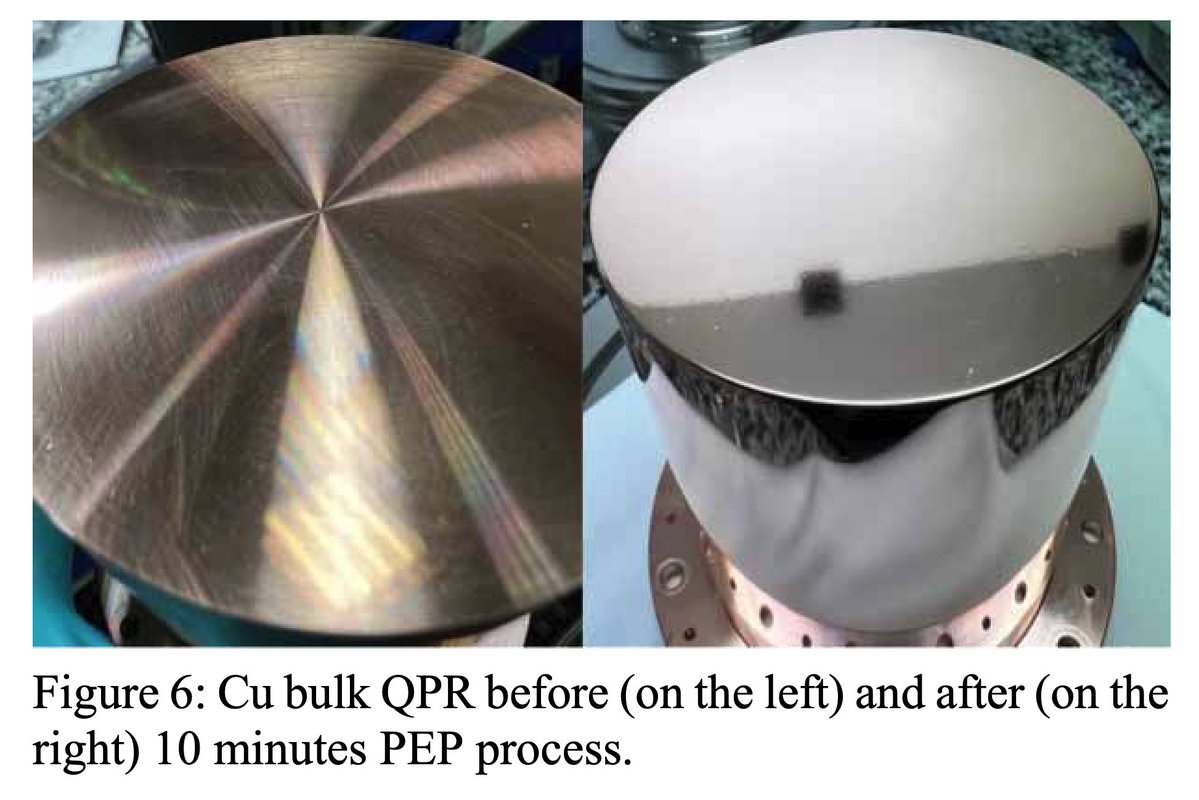 Figure 6: Cu bulk QPR before (on the left) and after (on the
right) 10 minutes PEP process.